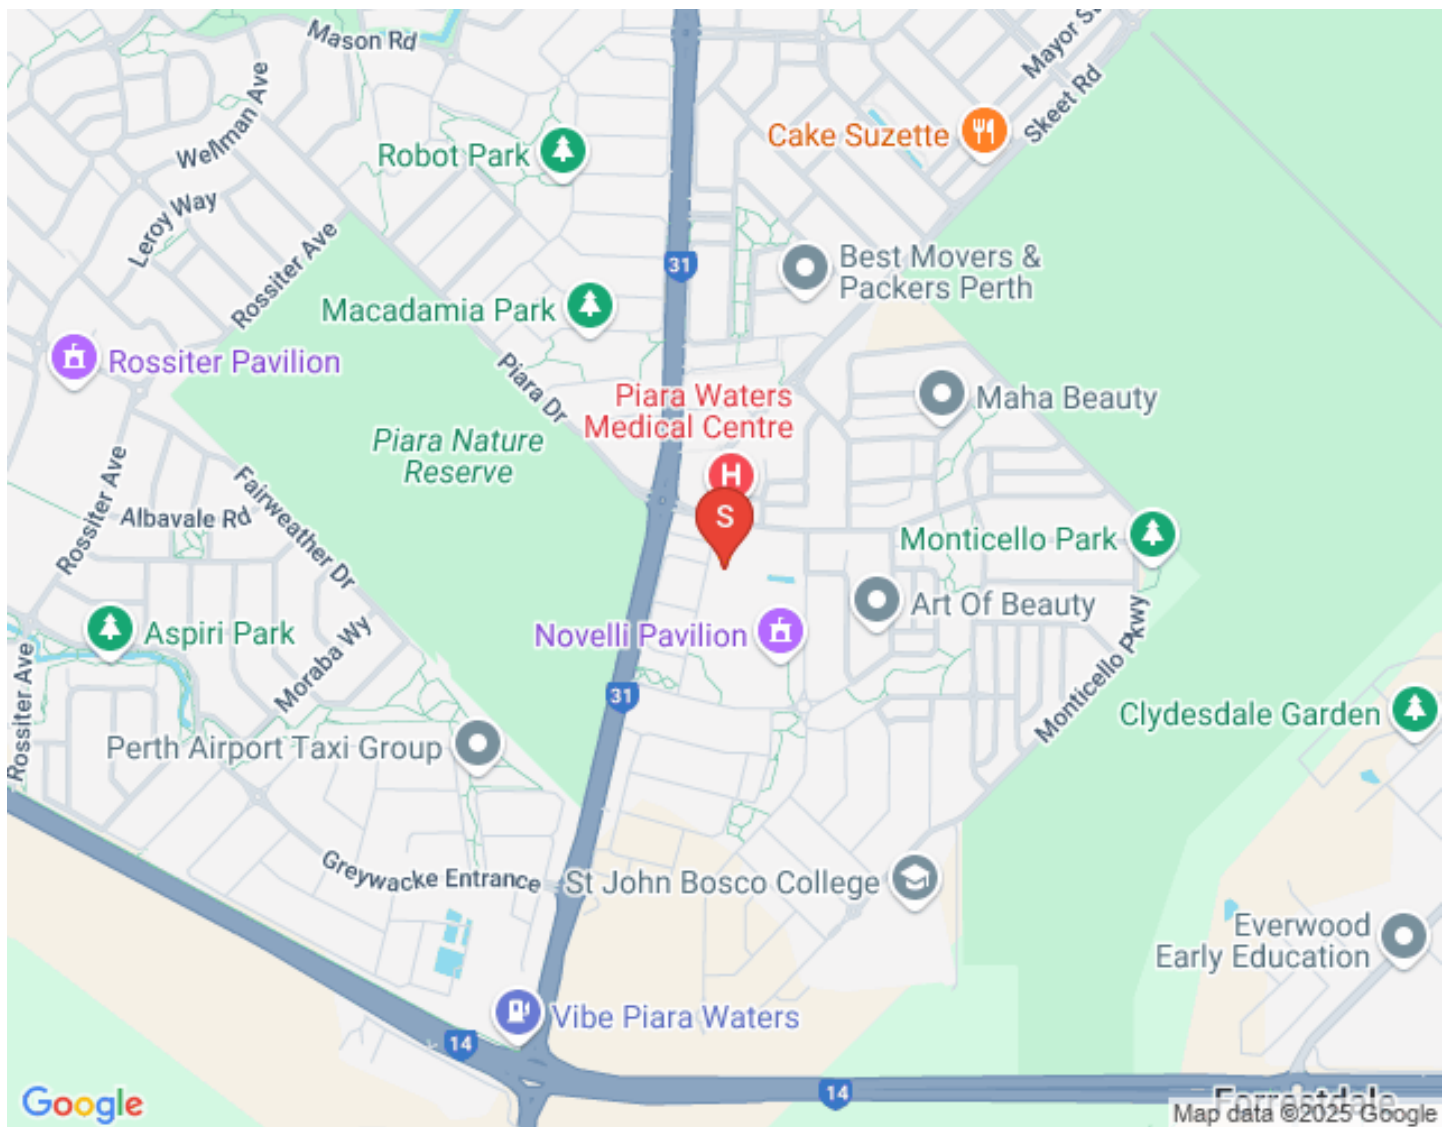 Mason Rd
Mayor S
Skeet Rd
Wellman Ave
Cake Suzette
Robot Park
Leroy Way
Rossiter Ave
31
Best Movers &
Packers Perth
Macadamia Park
Rossiter Pavilion
Piara Dr
Piara Waters
Medical Centre
Maha Beauty
Piara Nature
Reserve
H
Rossiter Ave
Fairweather Dr
Albavale Rd
S
Monticello Park
Art Of Beauty
Aspiri Park
Moraba Wy
Novelli Pavilion
Monticello Pkwy
Rossiter Ave
31
Clydesdale Garden
Perth Airport Taxi Group
Greywacke Entrance
St John Bosco College
Everwood
Early Education
Vibe Piara Waters
14
14
Forrestdale
Google
Map data ©2025 Google